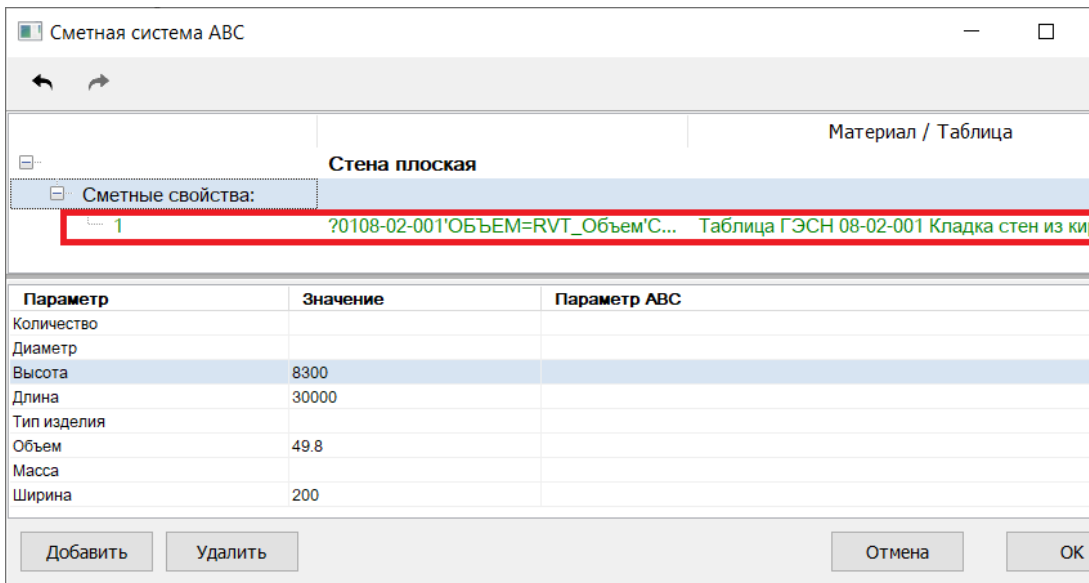 Сметная система ABC
Материал / Таблица
Стена плоская
Сметные свойства:
1 ?0108-02-001'ОБЪЕМ=RVT_Объем'С... Таблица ГЭСН 08-02-001 Кладка стен из
Параметр Значение Параметр ABC
Количество
Диаметр
Высота 8300
Длина 30000
Тип изделия
Объем 49.8
Масса
Ширина 200
Добавить Удалить Отмена OK